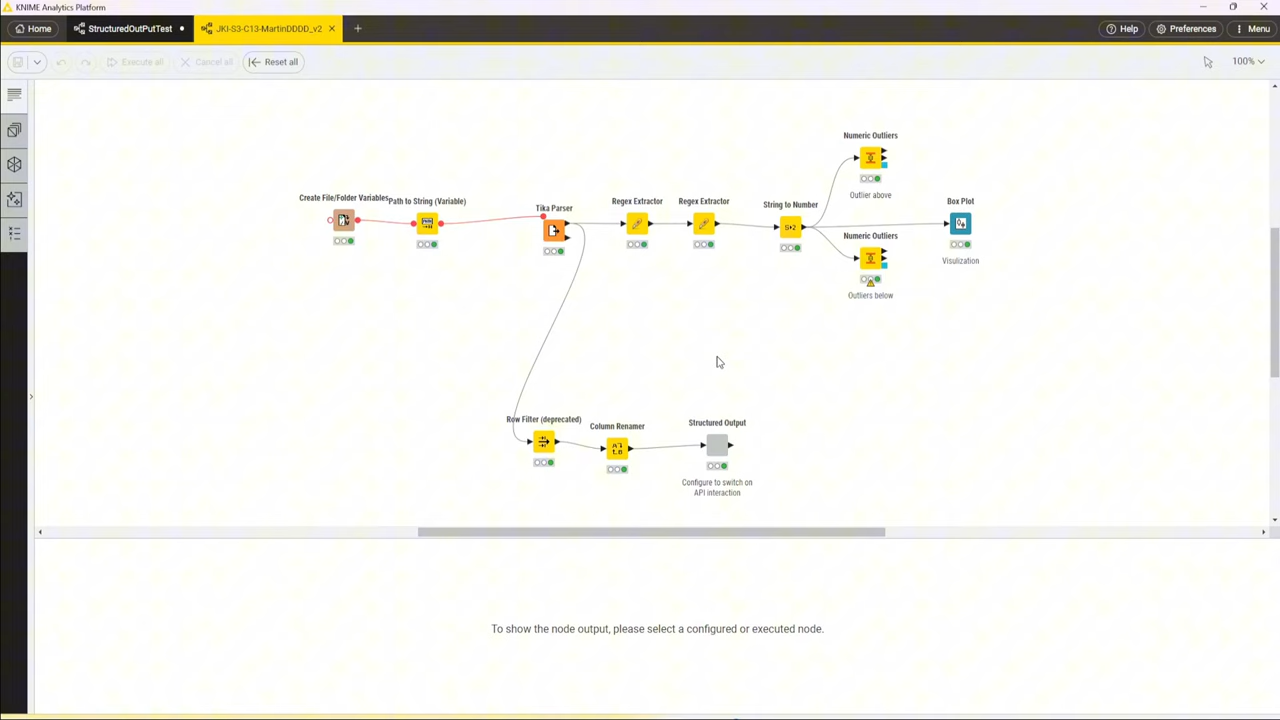 KNIME Analytics Platform
Home
StructuredOutPutTest
JKI-S3-C13-MartinDDDD_v2
Help
Preferences
Menu
Execute all
Cancel all
Reset all
100%
Numeric Outliers
Outlier above
Create File/Folder Variables
Path to String (Variable)
Tika Parser
Regex Extractor
Regex Extractor
String to Number
S+2
Box Plot
Visulization
Numeric Outliers
Outliers below
Row Filter (deprecated)
Column Renamer
Structured Output
Configure to switch on
API interaction
To show the node output, please select a configured or executed node.